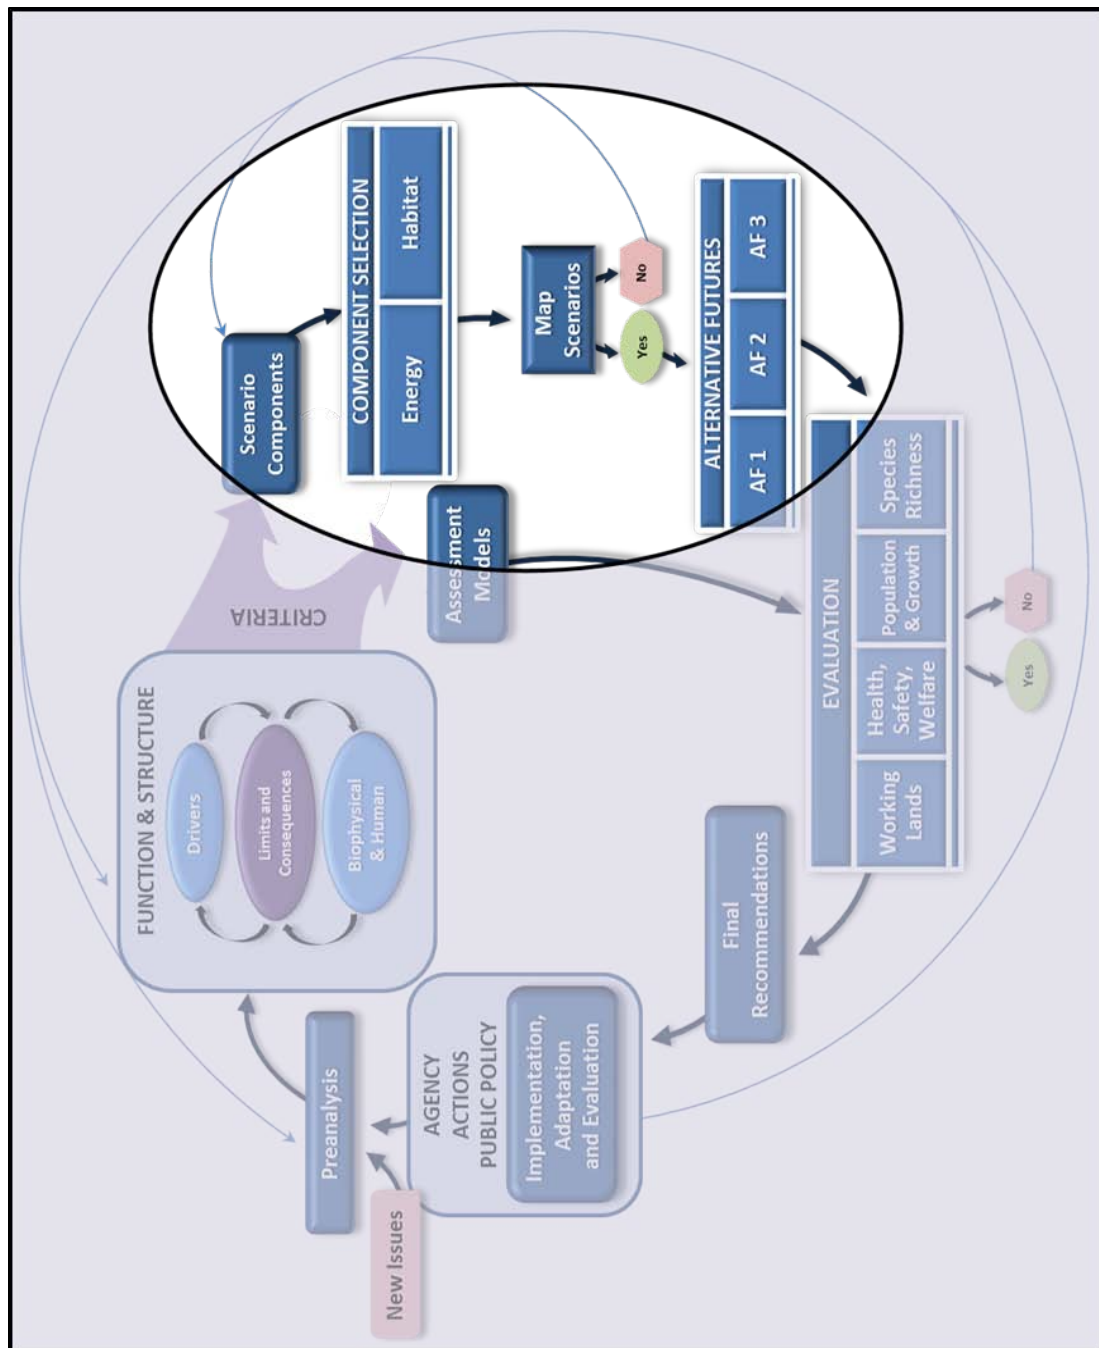 New Issues
Preanalysis
AGENCY
ACTIONS
PUBLIC POLICY
Implementation,
Adaptation
and Evaluation
FUNCTION & STRUCTURE
Drivers
Limits and
Consequences
Biophysical
& Human
CRITERIA
Scenario
Components
Assessment
Models
COMPONENT SELECTION
Energy
Habitat
Map
Scenarios
Yes
No
ALTERNATIVE FUTURES
AF 1
AF 2
AF 3
EVALUATION
Working
Lands
Health,
Safety,
Welfare
Population
& Growth
Species
Richness
Yes
No
Final
Recommendations